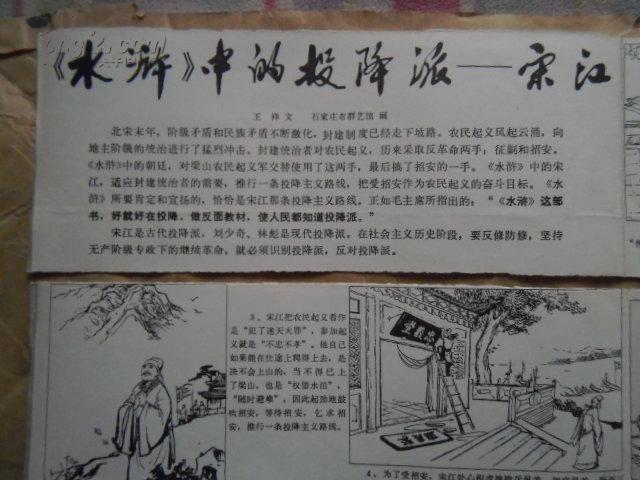 《水浒》中的投降派——宋江
王祥文　石家庄市群艺馆 画
北宋末年，阶级矛盾和民族矛盾不断激化，封建制度已经走下坡路。农民起义风起云涌，向
地主阶级的统治进行了猛烈冲击。封建统治者对农民起义，历来采取反革命两手：征剿和招安。
《水浒》中的朝廷，对梁山农民起义军交替使用了这两手，最后搞了招安的一手。《水浒》中的宋
江，适应封建统治者的需要，推行一条投降主义路线，把受招安作为农民起义的奋斗目标。《水
浒》所要肯定和宣扬的，恰恰是宋江那条投降主义路线。正如毛主席所指出的：“《水浒》这部
书，好就好在投降。做反面教材，使人民都知道投降派。”
宋江是古代投降派，刘少奇、林彪是现代投降派。在社会主义历史阶段，要反修防修，坚持
无产阶级专政下的继续革命，就必须识别投降派，反对投降派。
3、宋江把农民起义看作
是“犯了迷天大罪”，参加起
义就是“不忠不孝”。他自己
如果能在仕途上爬得上去，是
决不会上山的，当不得已上
了梁山，也是“权借水泊”，
“随时避难”，因此起劲地鼓
吹招安，等待招安，乞求招
安，推行一条投降主义路线。
忠義堂
4、为了受招安，宋江处心积虑地